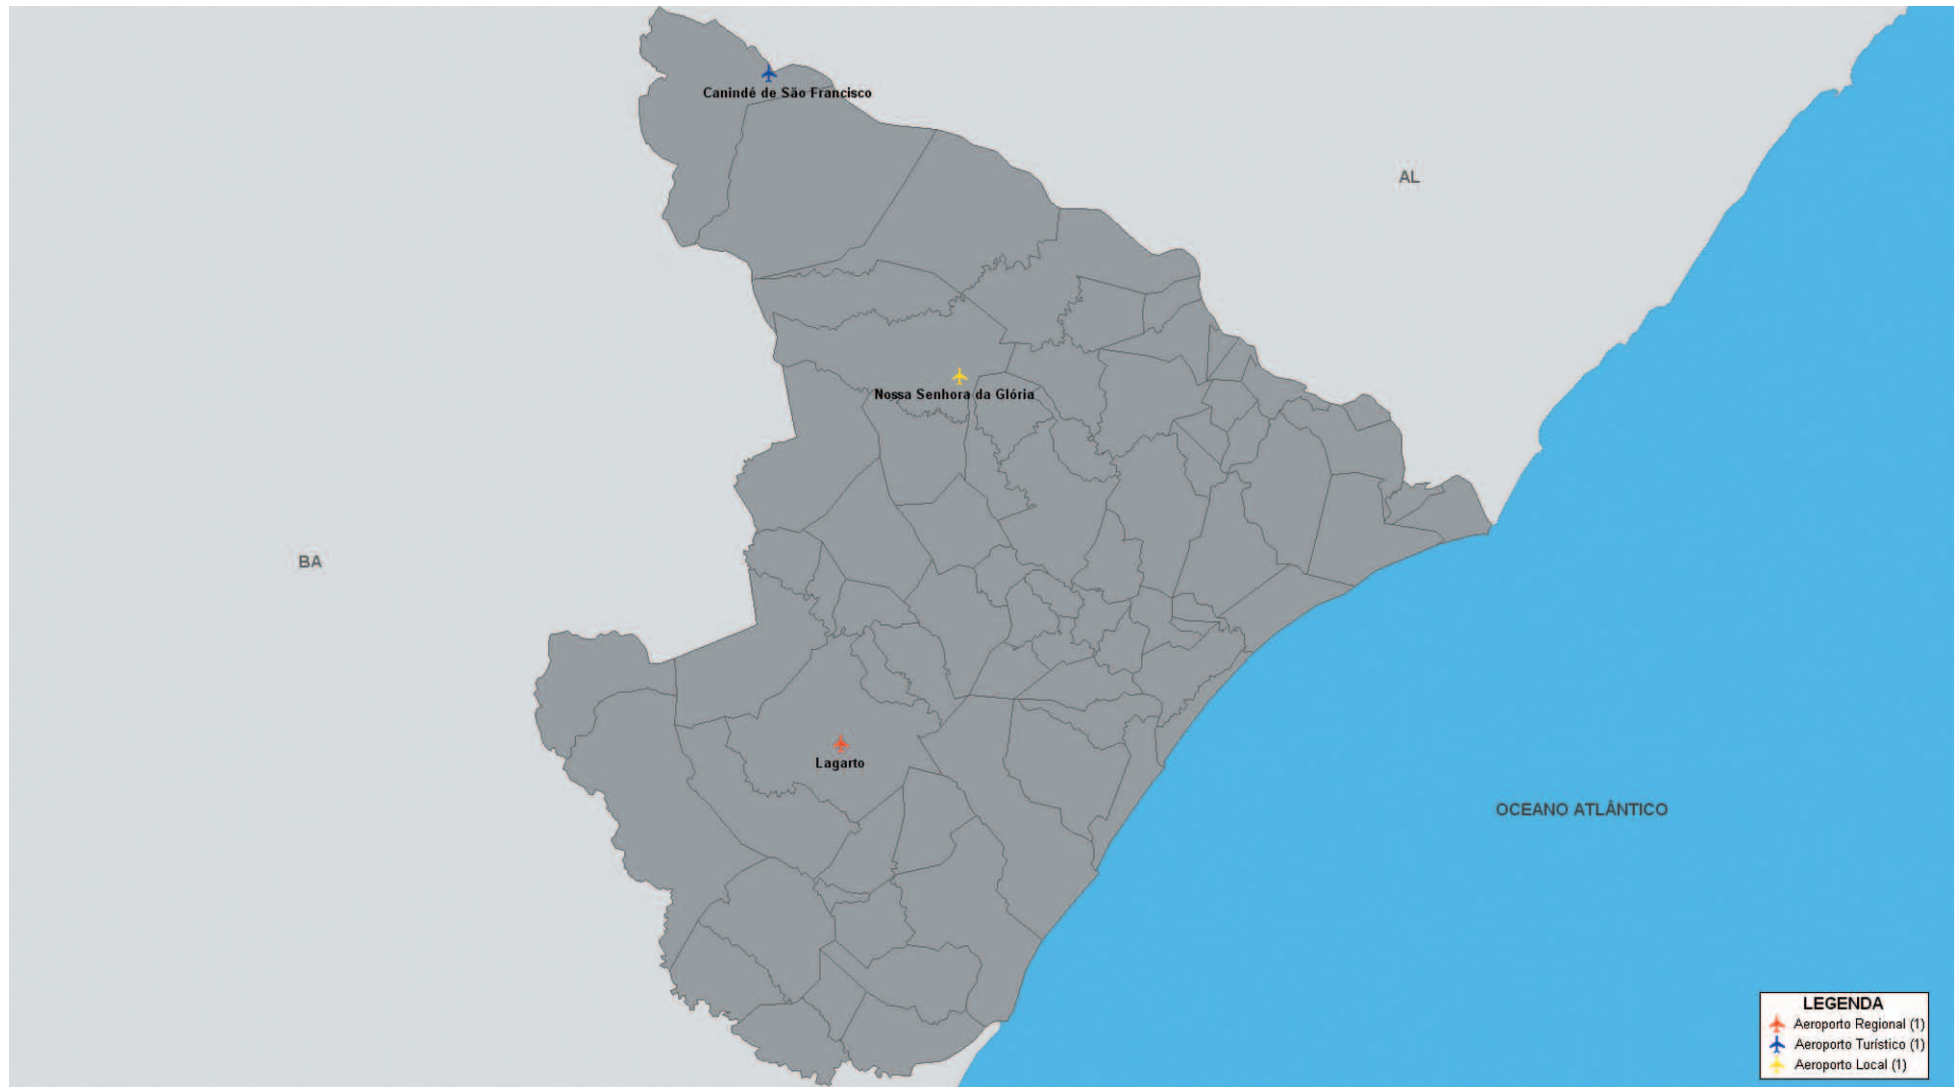 Canindé de São Francisco
AL
Nossa Senhora da Glória
BA
Lagarto
OCEANO ATLÂNTICO
LEGENDA
Aeroporto Regional (1)
Aeroporto Turístico (1)
Aeroporto Local (1)